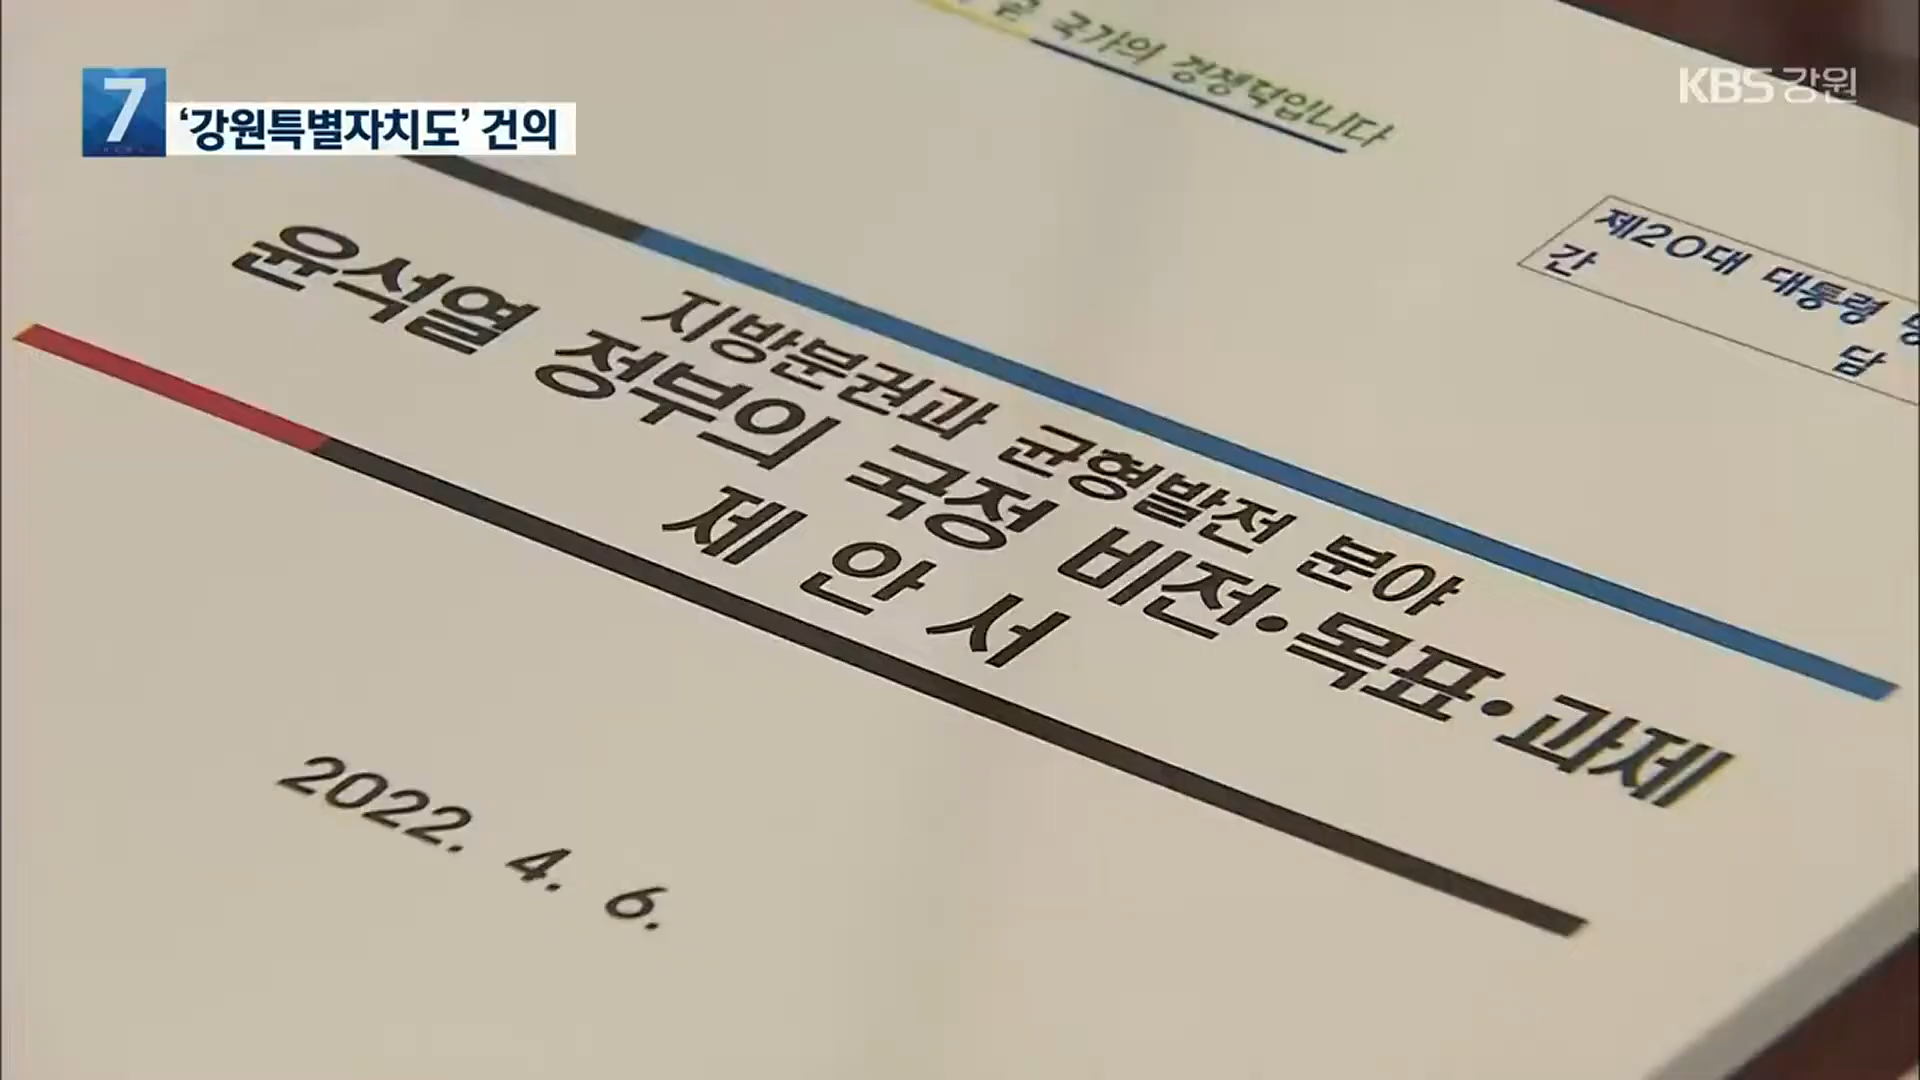 국가의 경쟁력입니다
KBS강원
7
‘강원특별자치도’ 건의
제20대 대통령
간
담
지방분권과 균형발전 분야
윤석열 정부의 국정 비전·목표·과제
제 안 서
2022. 4. 6.